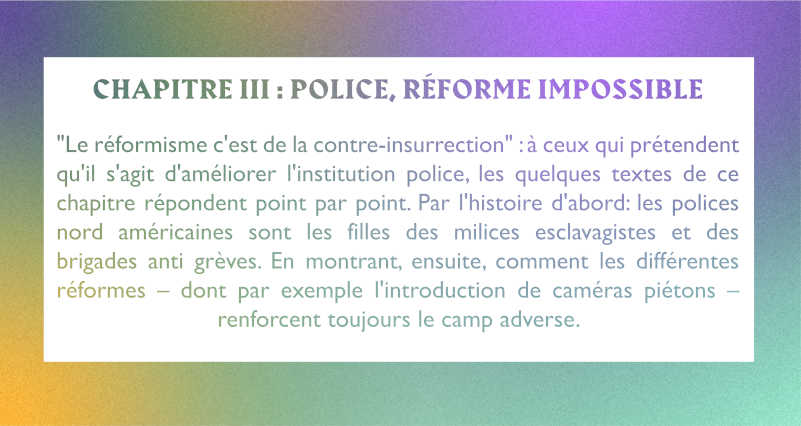 CHAPITRE III : POLICE, RÉFORME IMPOSSIBLE
"Le réformisme c'est de la contre-insurrection" : à ceux qui prétendent
qu'il s'agit d'améliorer l'institution police, les quelques textes de ce
chapitre répondent point par point. Par l'histoire d'abord: les polices
nord américaines sont les filles des milices esclavagistes et des
brigades anti grèves. En montrant, ensuite, comment les différentes
réformes – dont par exemple l'introduction de caméras piétons –
renforcent toujours le camp adverse.